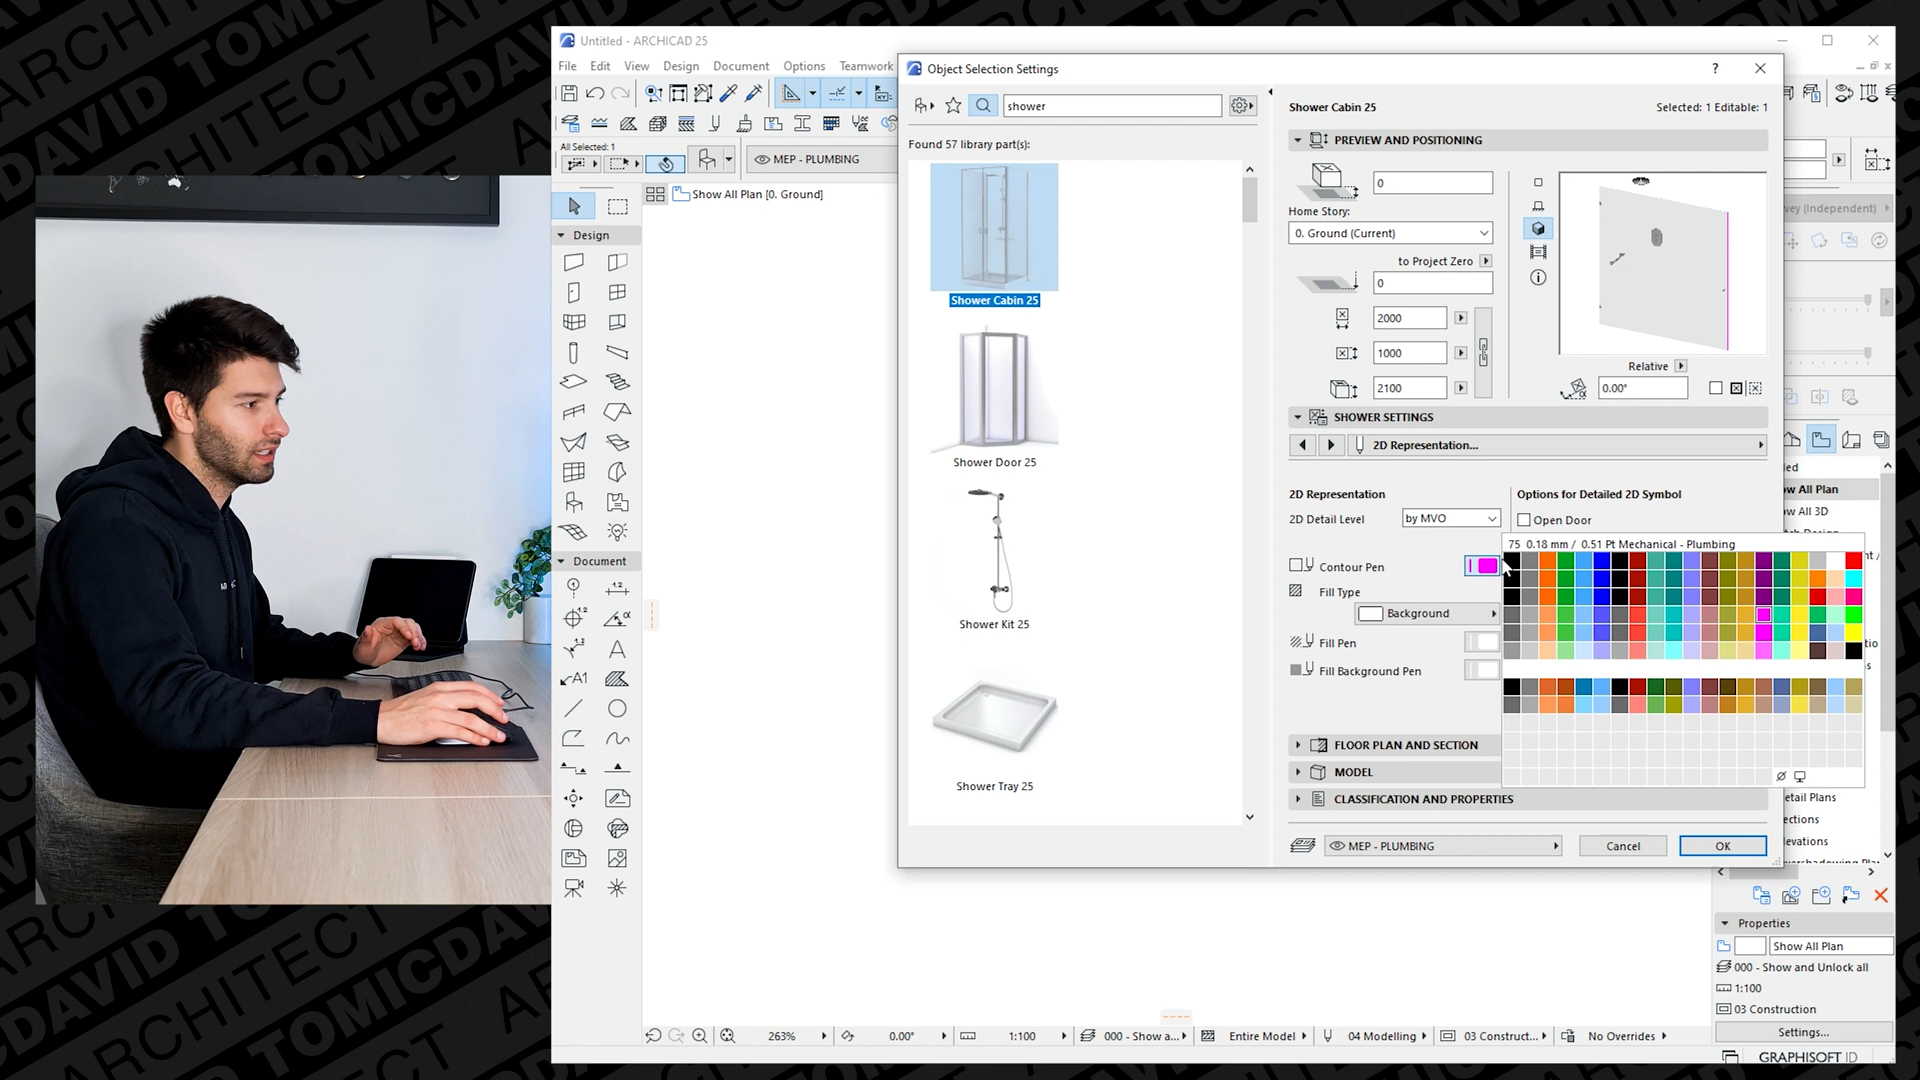 DAVID TOMIC
ARCHITECT
Untitled - ARCHICAD 25
File Edit View Design Document Options Teamwork
All Selected: 1
MEP - PLUMBING
Show All Plan [0. Ground]
Design
Document
A1
Object Selection Settings
?
shower
Found 57 library part(s):
Shower Cabin 25
Shower Door 25
Shower Kit 25
Shower Tray 25
Shower Cabin 25
Selected: 1 Editable: 1
PREVIEW AND POSITIONING
0
Home Story:
0. Ground (Current)
to Project Zero
0
2000
1000
2100
Relative
0.00°
SHOWER SETTINGS
2D Representation...
2D Representation
Options for Detailed 2D Symbol
2D Detail Level
by MVO
Open Door
75 0.18 mm / 0.51 Pt Mechanical - Plumbing
Contour Pen
Fill Type
Background
Fill Pen
Fill Background Pen
FLOOR PLAN AND SECTION
MODEL
CLASSIFICATION AND PROPERTIES
MEP - PLUMBING
Cancel
OK
vey (Independent)
ed
ow All Plan
ow All 3D
etail Plans
ections
levations
Properties
Show All Plan
000 - Show and Unlock all
1:100
03 Construction
Settings...
263%
0.00°
1:100
000 - Show a...
Entire Model
04 Modelling
03 Construct...
No Overrides
GRAPHISOFT ID